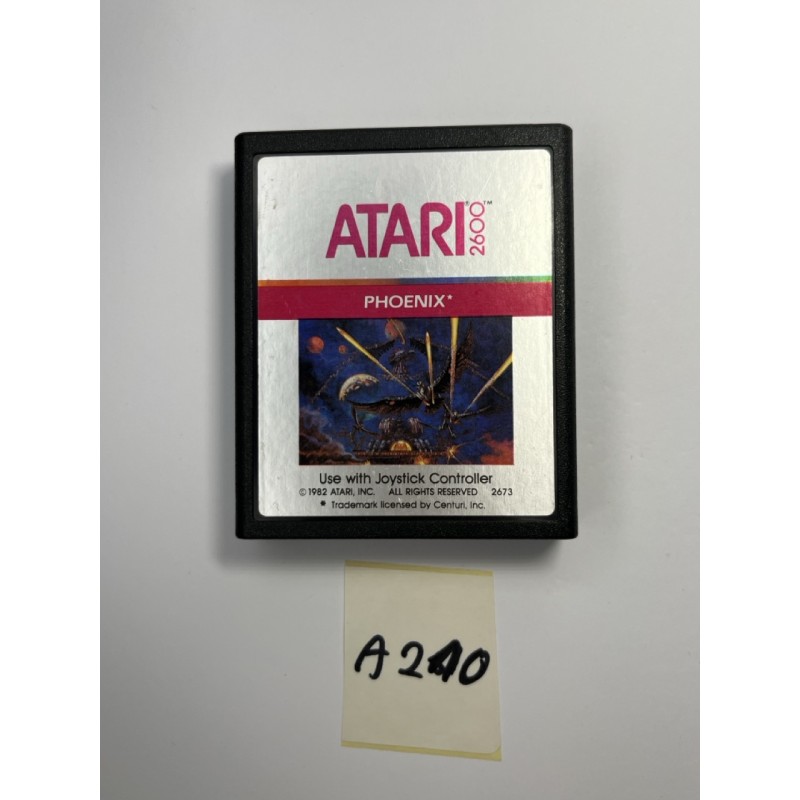 ATARI® 2600™
PHOENIX*
Use with Joystick Controller
© 1982 ATARI, INC. ALL RIGHTS RESERVED 2673
* Trademark licensed by Centuri, Inc.
A240